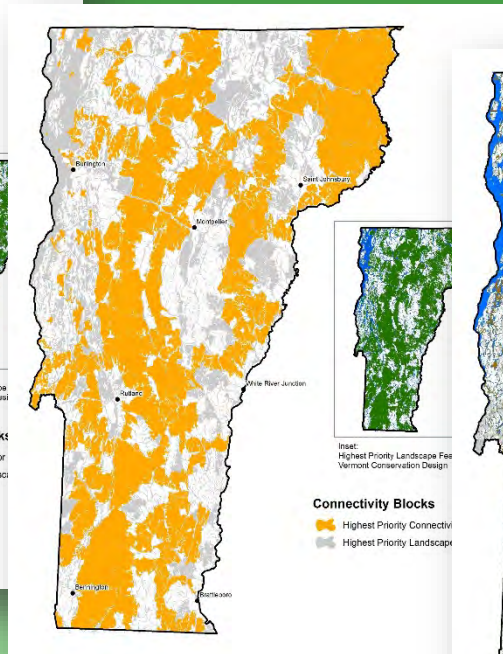 Burlington
Saint Johnsbury
Montpelier
White River Junction
Rutland
Bennington
Brattleboro
Inset:
Highest Priority Landscape Fea
Vermont Conservation Design
Connectivity Blocks
Highest Priority Connectivi
Highest Priority Landscape